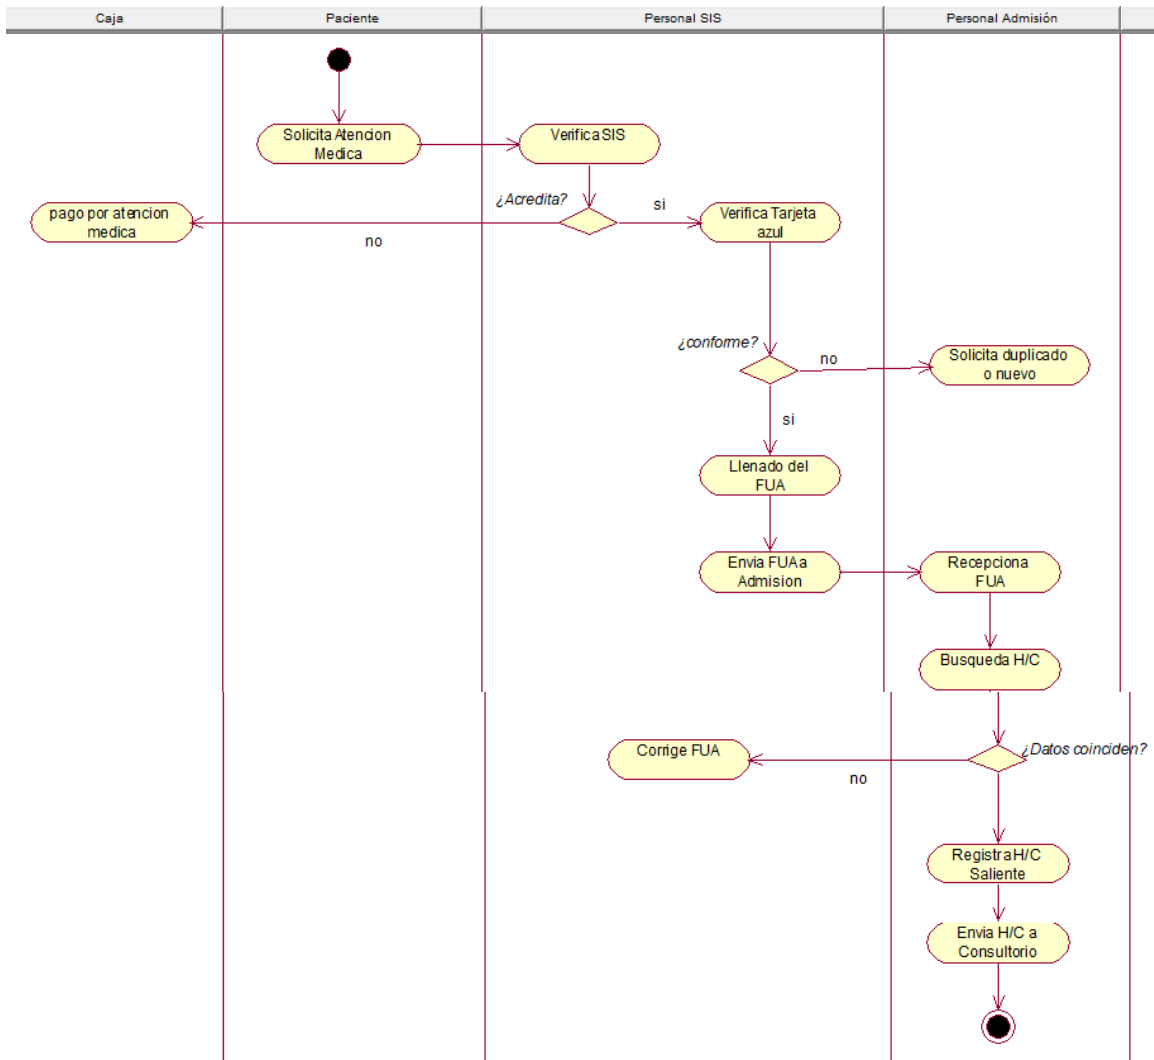 Caja
Paciente
Personal SIS
Personal Admisión
Solicita Atencion
Medica
Verifica SIS
¿Acredita?
si
no
pago por atencion
medica
Verifica Tarjeta
azul
¿conforme?
no
Solicita duplicado
o nuevo
si
Llenado del
FUA
Envia FUA a
Admision
Recepciona
FUA
Busqueda H/C
¿Datos coinciden?
no
Corrige FUA
Registra H/C
Saliente
Envia H/C a
Consultorio